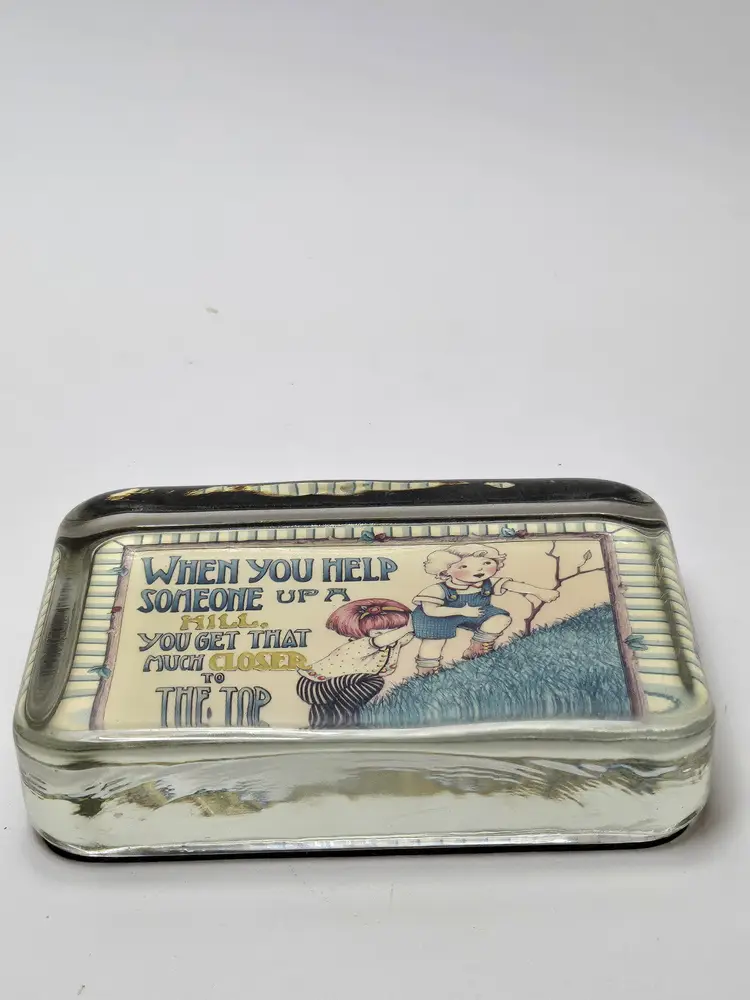 WHEN YOU HELP
SOMEONE UP A
HILL,
YOU GET THAT
MUCH CLOSER
TO
THE TOP